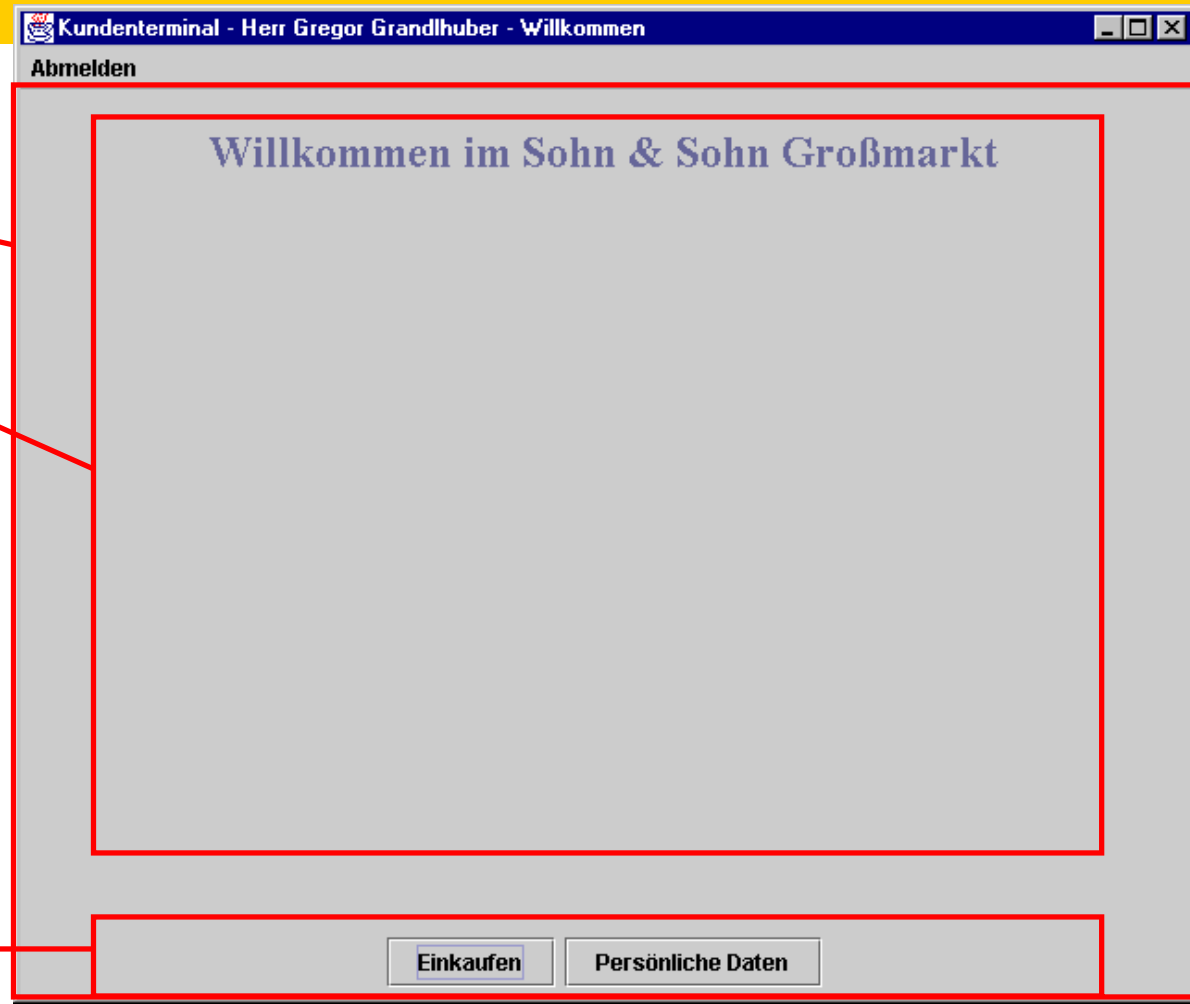 Kundenterminal - Herr Gregor Grandlhuber - Willkommen
Abmelden
Willkommen im Sohn & Sohn Großmarkt
Einkaufen Persönliche Daten